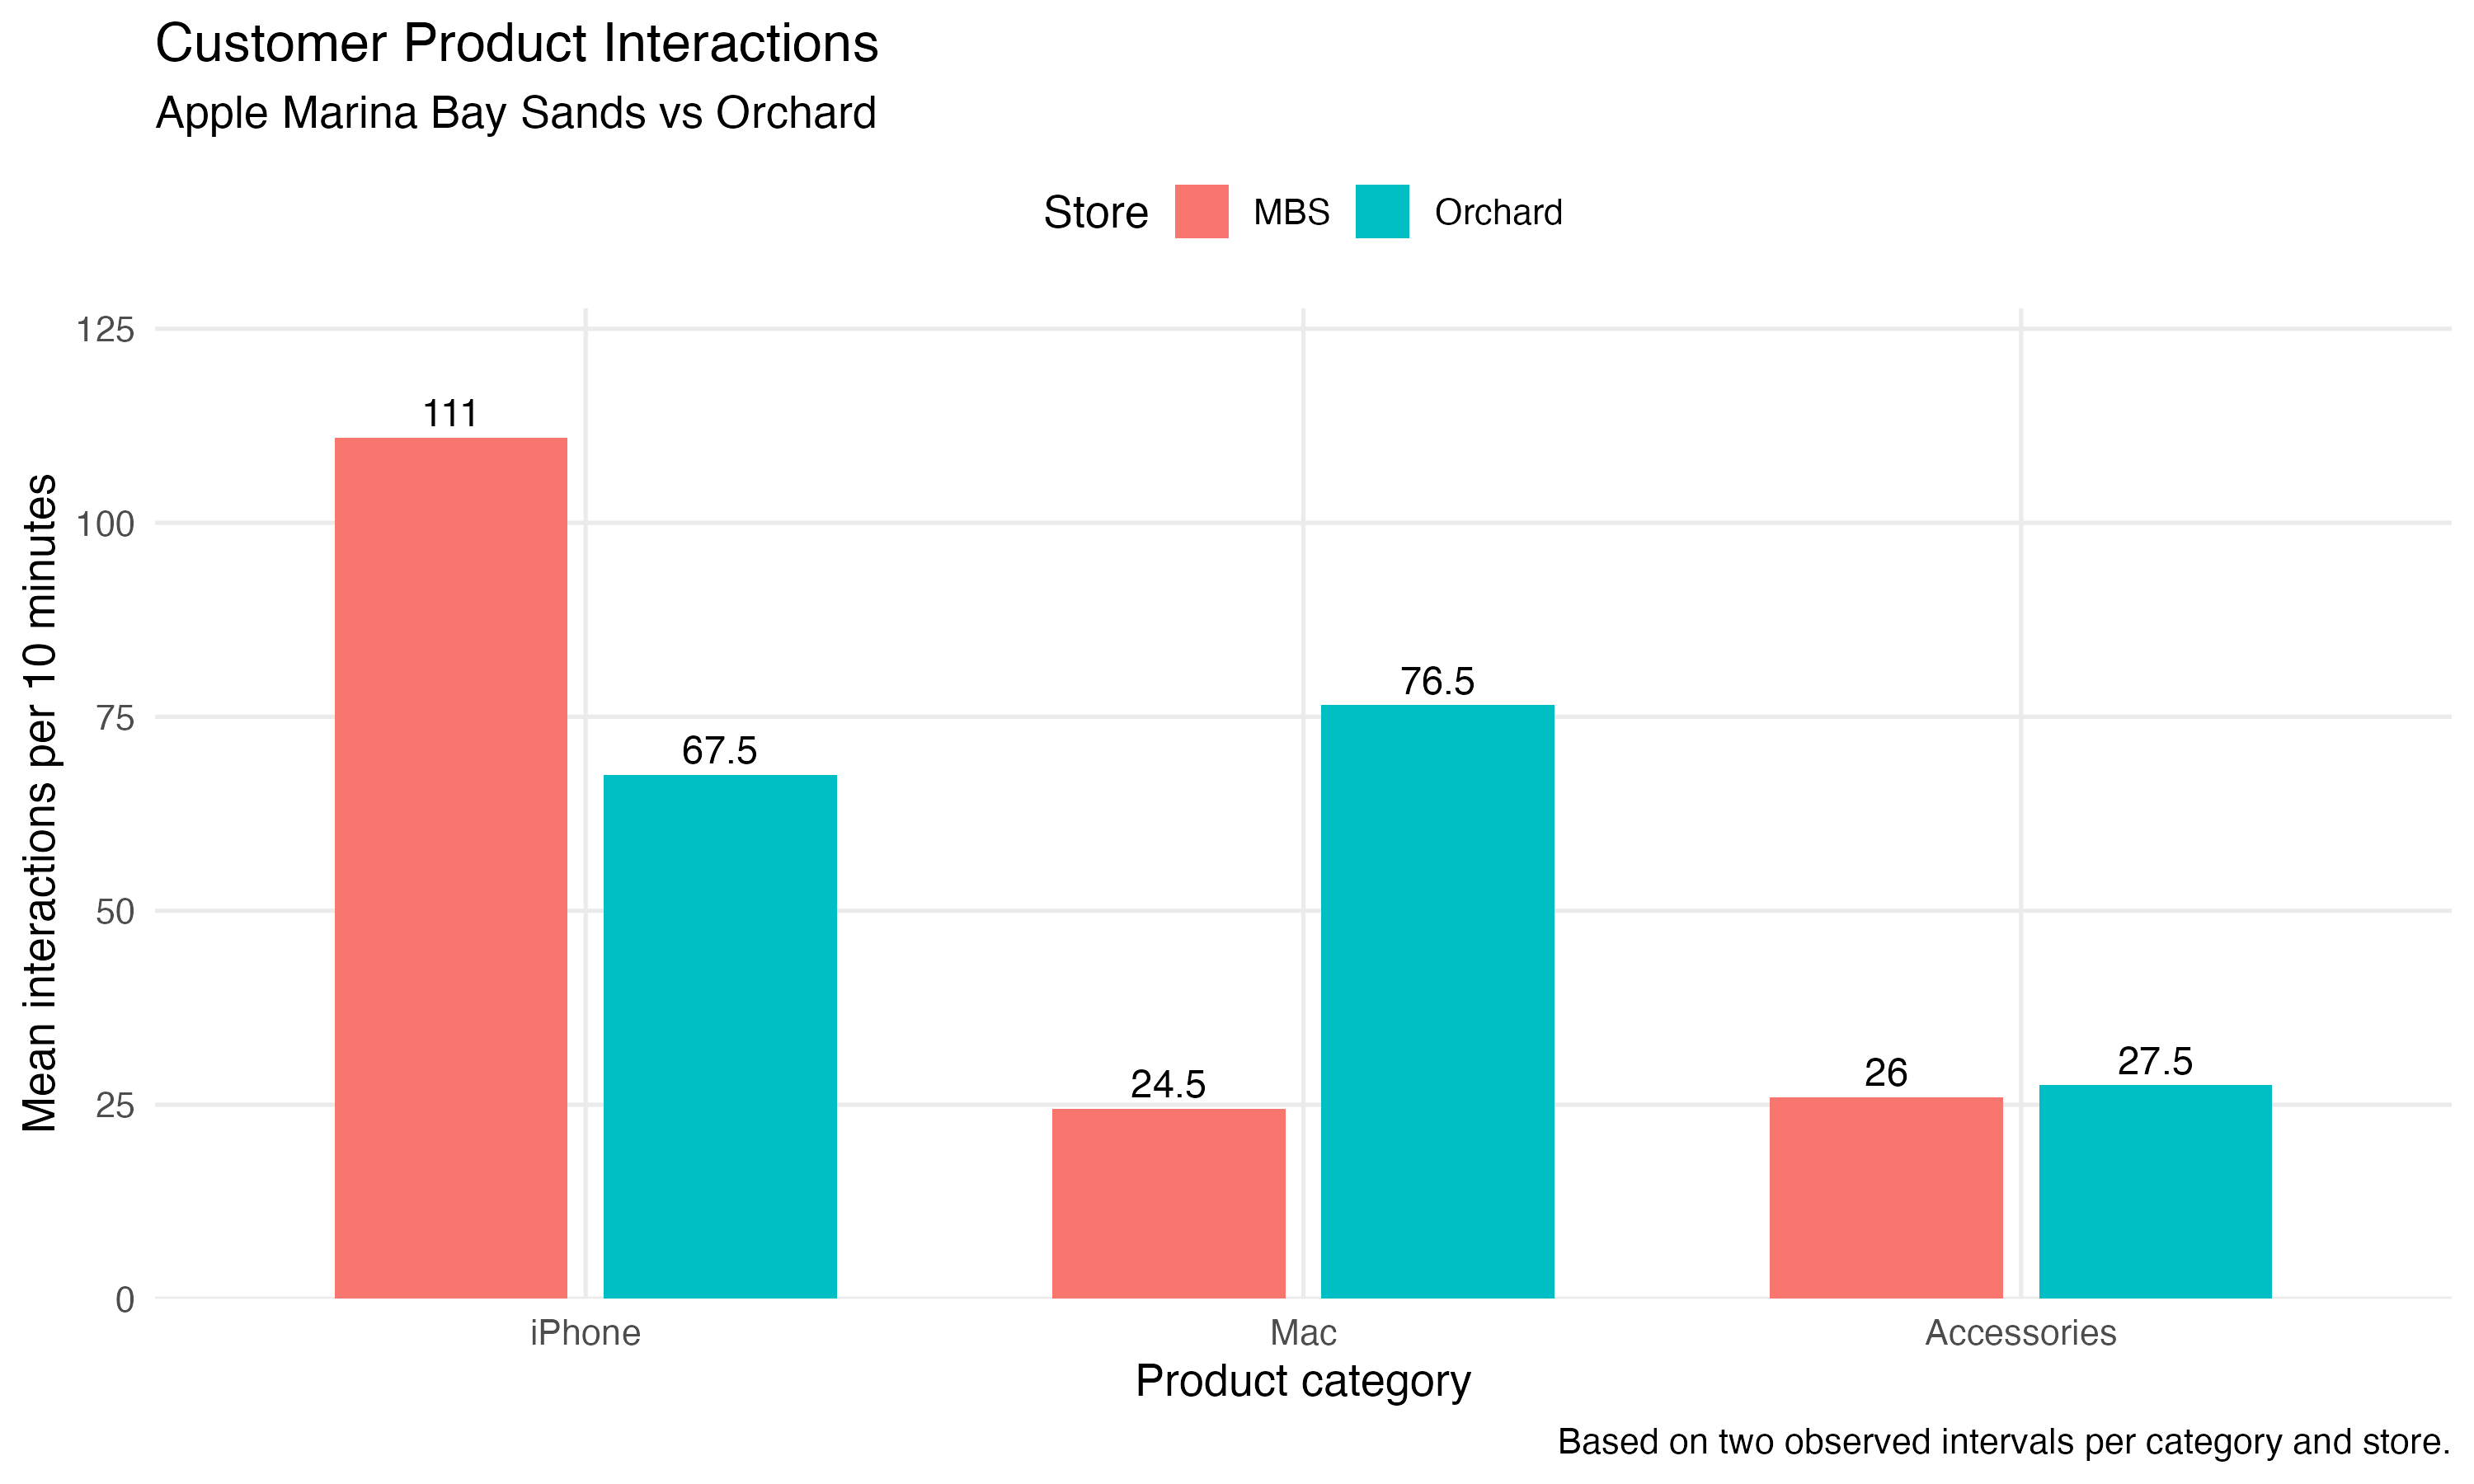 Customer Product Interactions
Apple Marina Bay Sands vs Orchard
Store MBS Orchard
Mean interactions per 10 minutes
125
100
75
50
25
0
111
67.5
24.5
76.5
26
27.5
iPhone Mac Accessories
Product category
Based on two observed intervals per category and store.